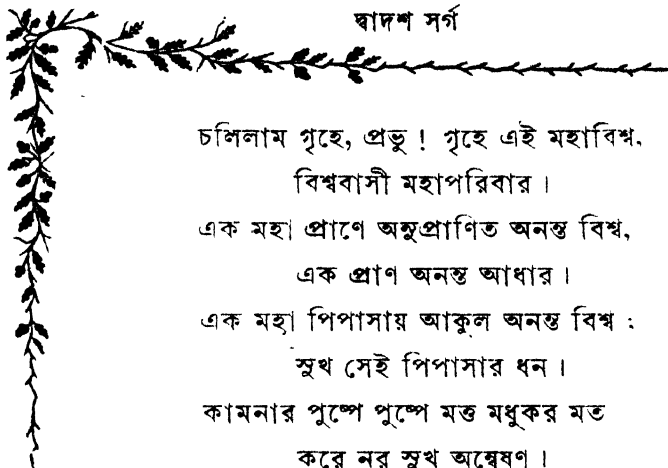 দ্বাদশ সর্গ
চলিলাম গৃহে, প্রভু ! গৃহে এই মহাবিশ্ব,
বিশ্ববাসী মহাপরিবার ।
এক মহা প্রাণে অনুপ্রাণিত অনন্ত বিশ্ব,
এক প্রাণ অনন্ত আধার ।
এক মহা পিপাসায় আকুল অনন্ত বিশ্ব :
সুখ সেই পিপাসার ধন ।
কামনার পুষ্পে পুষ্পে মত্ত মধুকর মত
করে নর সুখ অন্বেষণ ।